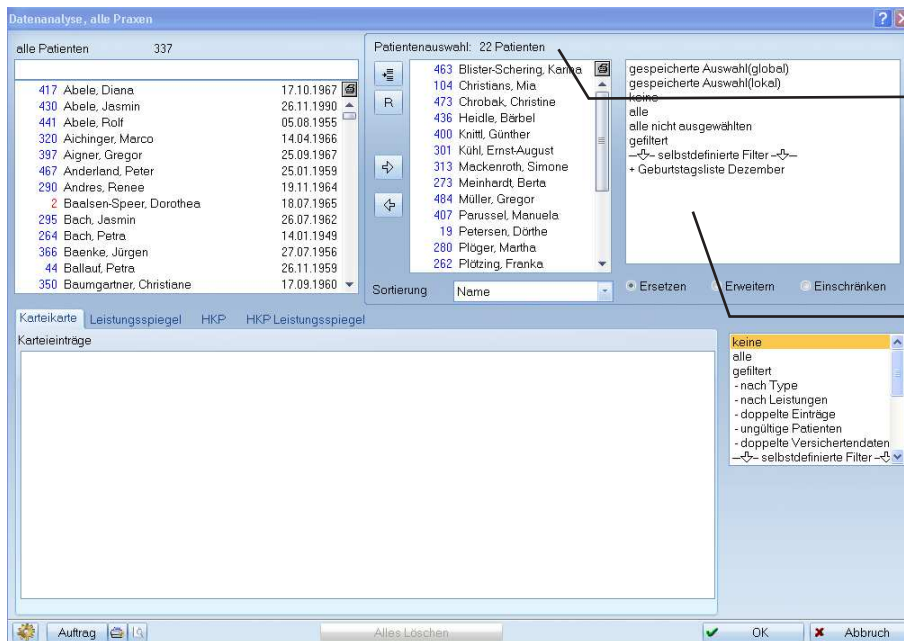 Datenanalyse, alle Praxen
alle Patienten 337
417 Abele, Diana 17.10.1967
430 Abele, Jasmin 26.11.1990
441 Abele, Rolf 05.08.1955
320 Aichinger, Marco 14.04.1966
397 Aigner, Gregor 25.09.1967
467 Anderland, Peter 25.01.1959
290 Andres, Renee 19.11.1964
2 Baalsen-Speer, Dorothea 18.07.1965
295 Bach, Jasmin 26.07.1962
264 Bach, Petra 14.01.1949
366 Baenke, Jürgen 27.07.1956
44 Ballauf, Petra 26.11.1959
350 Baumgartner, Christiane 17.09.1960
Patientenauswahl: 22 Patienten
R
463 Blister-Schering, Karina
104 Christians, Mia
473 Chrobak, Christine
436 Heidle, Bärbel
400 Knittl, Günther
301 Kühl, Ernst-August
313 Mackenroth, Simone
273 Meinhardt, Berta
484 Müller, Gregor
407 Parussel, Manuela
19 Petersen, Dörthe
280 Plöger, Martha
262 Plötzing, Franka
Sortierung Name
gespeicherte Auswahl(global)
gespeicherte Auswahl(lokal)
keine
alle
alle nicht ausgewählten
gefiltert
selbstdefinierte Filter
+ Geburtstagsliste Dezember
Ersetzen Erweitern Einschränken
Karteikarte Leistungsspiegel HKP HKP Leistungsspiegel
Karteieinträge
keine
alle
gefiltert
- nach Type
- nach Leistungen
- doppelte Einträge
- ungültige Patienten
- doppelte Versichertendaten
selbstdefinierte Filter
Auftrag Alles Löschen OK Abbruch